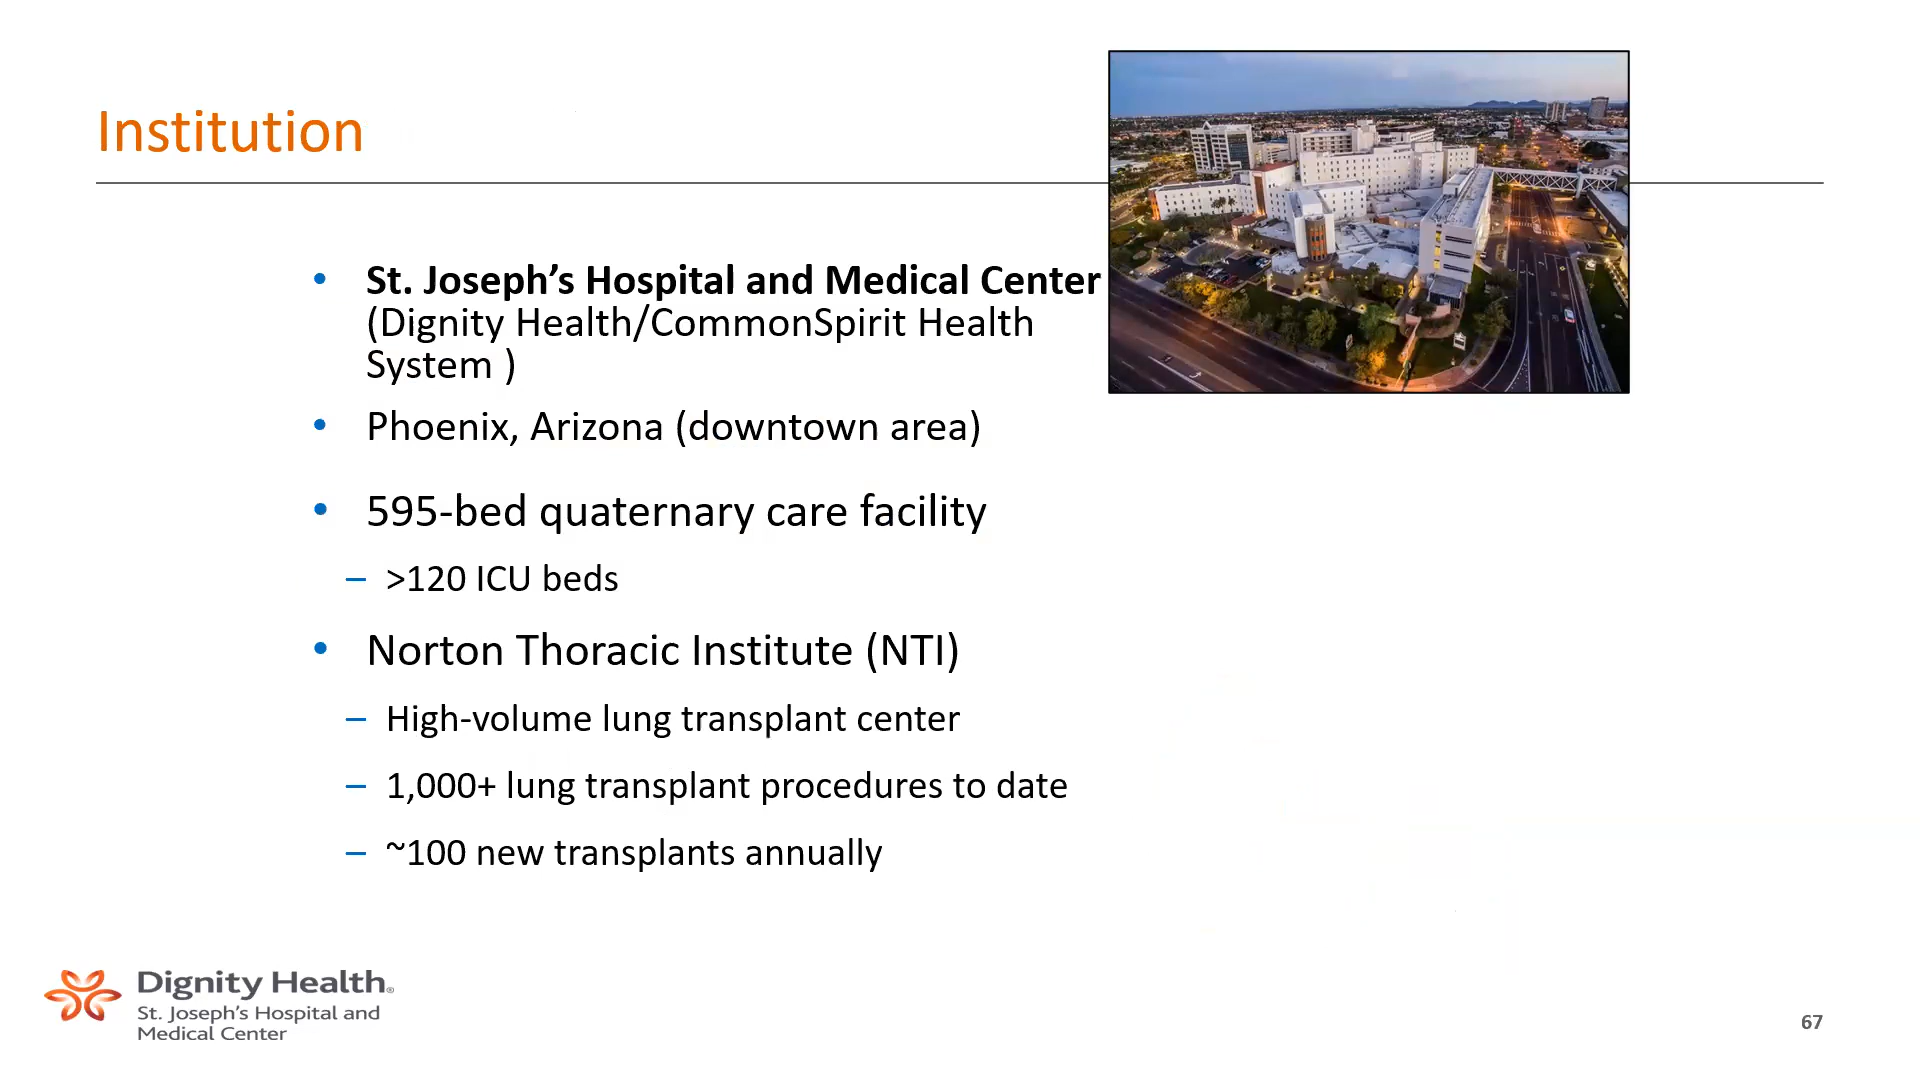 Institution
• St. Joseph’s Hospital and Medical Center
(Dignity Health/CommonSpirit Health
System )
• Phoenix, Arizona (downtown area)
• 595-bed quaternary care facility
– >120 ICU beds
• Norton Thoracic Institute (NTI)
– High-volume lung transplant center
– 1,000+ lung transplant procedures to date
– ~100 new transplants annually
Dignity Health®
St. Joseph’s Hospital and
Medical Center
67